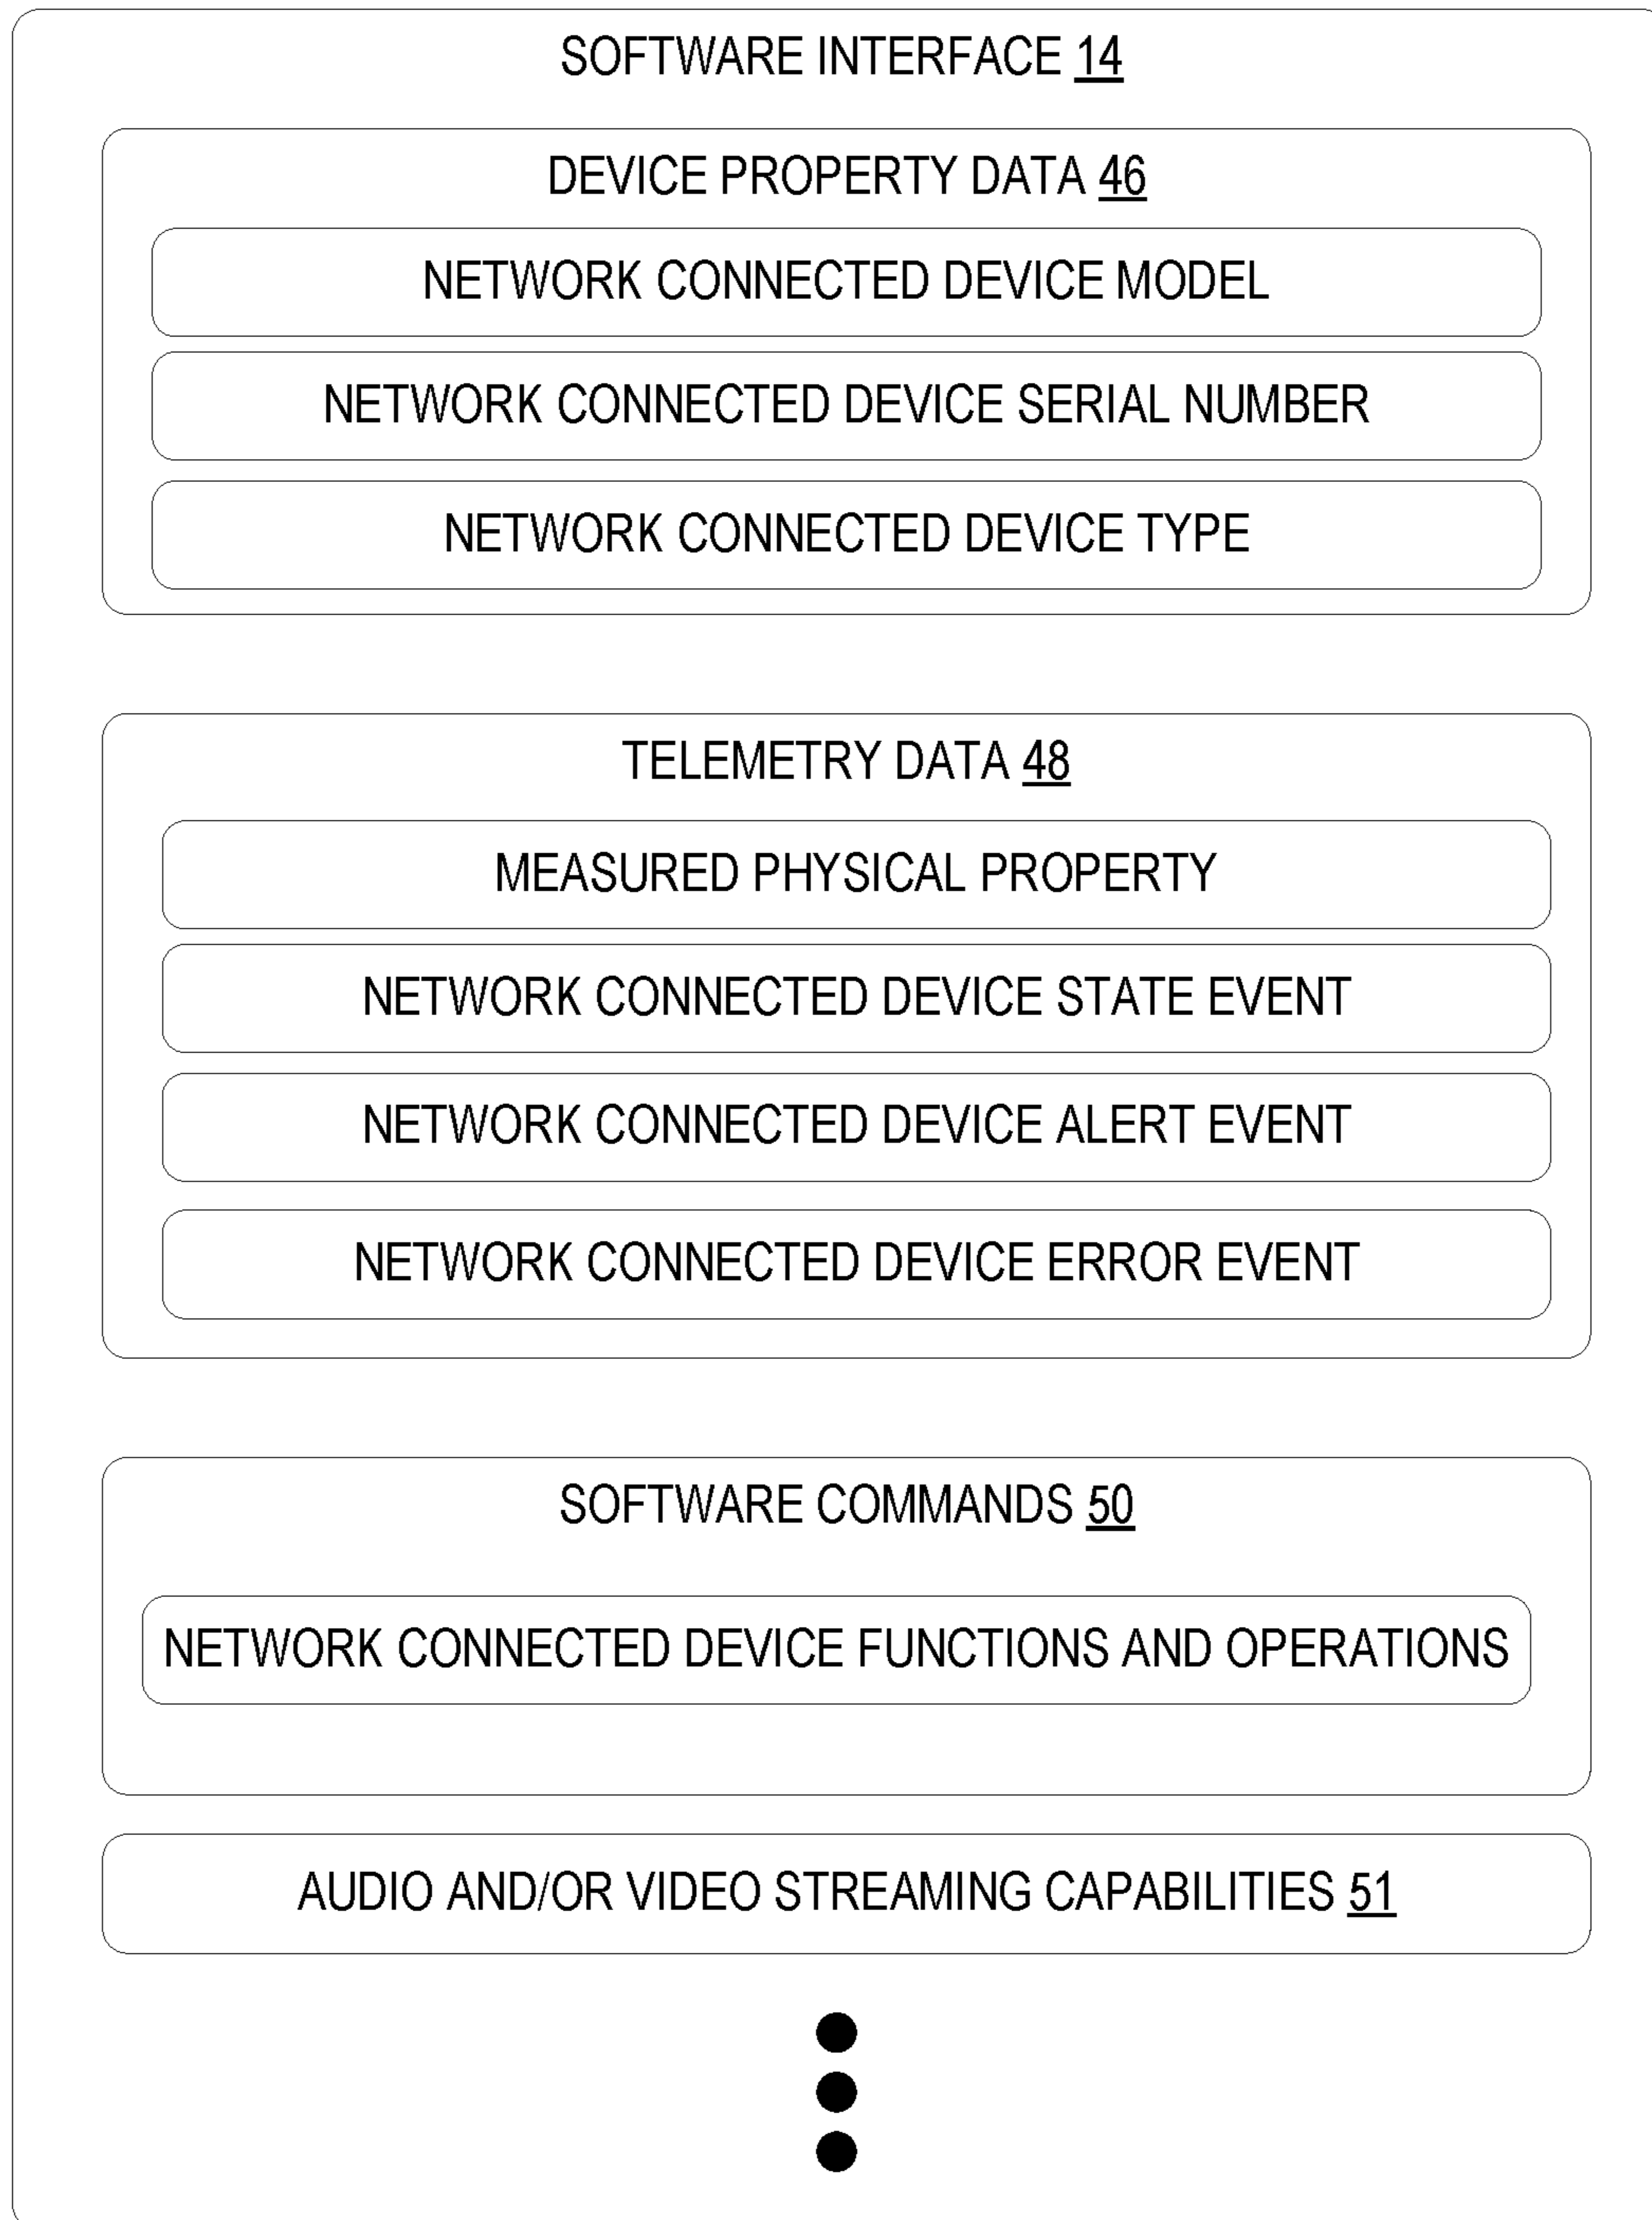 SOFTWARE INTERFACE 14
DEVICE PROPERTY DATA 46
NETWORK CONNECTED DEVICE MODEL
NETWORK CONNECTED DEVICE SERIAL NUMBER
NETWORK CONNECTED DEVICE TYPE
TELEMETRY DATA 48
MEASURED PHYSICAL PROPERTY
NETWORK CONNECTED DEVICE STATE EVENT
NETWORK CONNECTED DEVICE ALERT EVENT
NETWORK CONNECTED DEVICE ERROR EVENT
SOFTWARE COMMANDS 50
NETWORK CONNECTED DEVICE FUNCTIONS AND OPERATIONS
AUDIO AND/OR VIDEO STREAMING CAPABILITIES 51